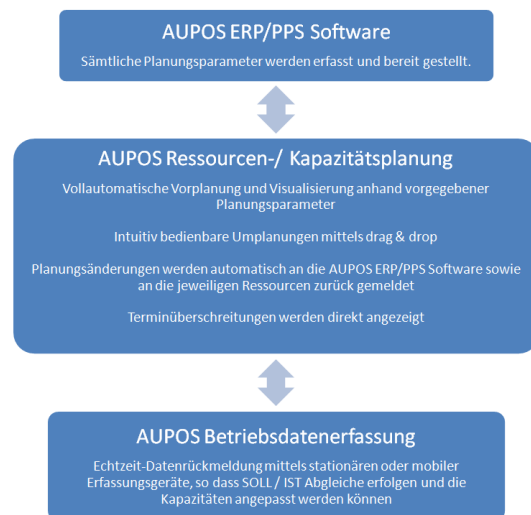 AUPOS ERP/PPS Software
Sämtliche Planungsparameter werden erfasst und bereit gestellt.
AUPOS Ressourcen-/ Kapazitätsplanung
Vollautomatische Vorplanung und Visualisierung anhand vorgegebener
Planungsparameter
Intuitiv bedienbare Umplanungen mittels drag & drop
Planungsänderungen werden automatisch an die AUPOS ERP/PPS Software sowie
an die jeweiligen Ressourcen zurück gemeldet
Terminüberschreitungen werden direkt angezeigt
AUPOS Betriebsdatenerfassung
Echtzeit-Datenrückmeldung mittels stationären oder mobiler
Erfassungsgeräte, so dass SOLL / IST Abgleiche erfolgen und die
Kapazitäten angepasst werden können